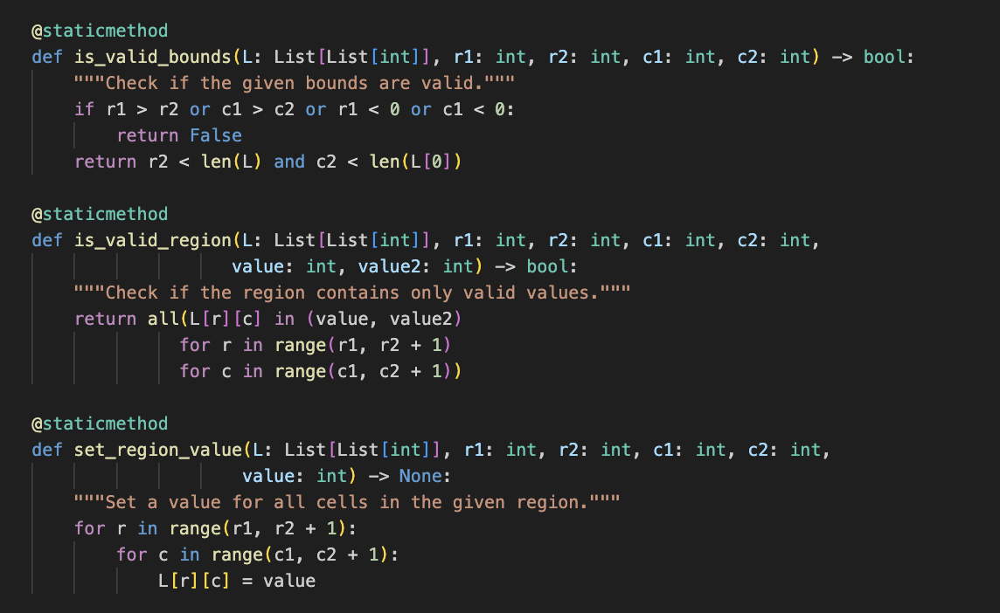 @staticmethod
def is_valid_bounds(L: List[List[int]], r1: int, r2: int, c1: int, c2: int) -> bool:
    """Check if the given bounds are valid."""
    if r1 > r2 or c1 > c2 or r1 < 0 or c1 < 0:
        return False
    return r2 < len(L) and c2 < len(L[0])

@staticmethod
def is_valid_region(L: List[List[int]], r1: int, r2: int, c1: int, c2: int,
                   value: int, value2: int) -> bool:
    """Check if the region contains only valid values."""
    return all(L[r][c] in (value, value2)
              for r in range(r1, r2 + 1)
              for c in range(c1, c2 + 1))

@staticmethod
def set_region_value(L: List[List[int]], r1: int, r2: int, c1: int, c2: int,
                    value: int) -> None:
    """Set a value for all cells in the given region."""
    for r in range(r1, r2 + 1):
        for c in range(c1, c2 + 1):
            L[r][c] = value